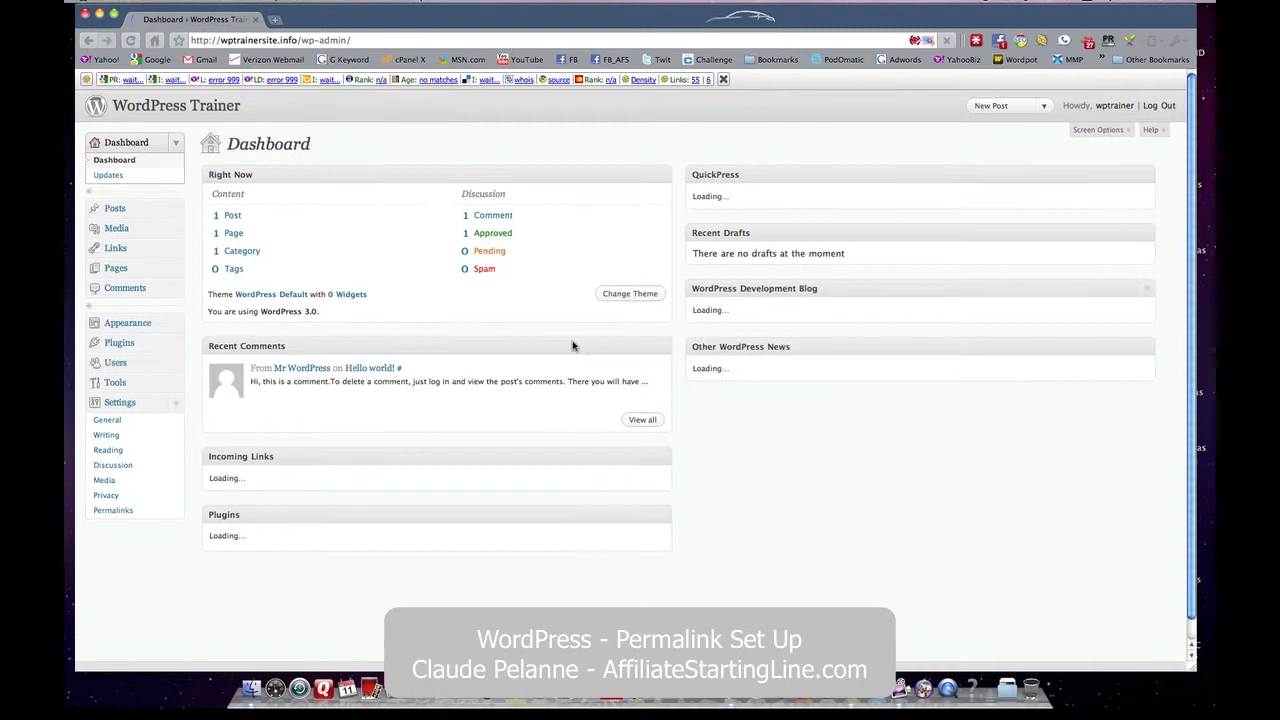 Dashboard ‹ WordPress Train
http://wptrainersite.info/wp-admin/
Yahoo! Google Gmail Verizon Webmail G Keyword cPanel X MSN.com YouTube FB FB_AFS Twit Challenge Bookmarks PodOmatic Adwords YahooBiz Wordpot MMP » Other Bookmarks
PR: wait... I: wait... L: error 999 LD: error 999 I: wait... Rank: n/a Age: no matches I: wait... whois source Rank: n/a Density Links: 55 | 6
WordPress Trainer
New Post
Howdy, wptrainer | Log Out
Screen Options
Help
Dashboard
Dashboard
Updates
Posts
Media
Links
Pages
Comments
Appearance
Plugins
Users
Tools
Settings
General
Writing
Reading
Discussion
Media
Privacy
Permalinks
Dashboard
Right Now
Content
1 Post
1 Page
1 Category
0 Tags
Discussion
1 Comment
1 Approved
0 Pending
0 Spam
Theme WordPress Default with 0 Widgets
Change Theme
You are using WordPress 3.0.
Recent Comments
From Mr WordPress on Hello world! #
Hi, this is a comment.To delete a comment, just log in and view the post's comments. There you will have ...
View all
Incoming Links
Loading...
Plugins
Loading...
QuickPress
Loading...
Recent Drafts
There are no drafts at the moment
WordPress Development Blog
Loading...
Other WordPress News
Loading...
WordPress - Permalink Set Up
Claude Pelanne - AffiliateStartingLine.com